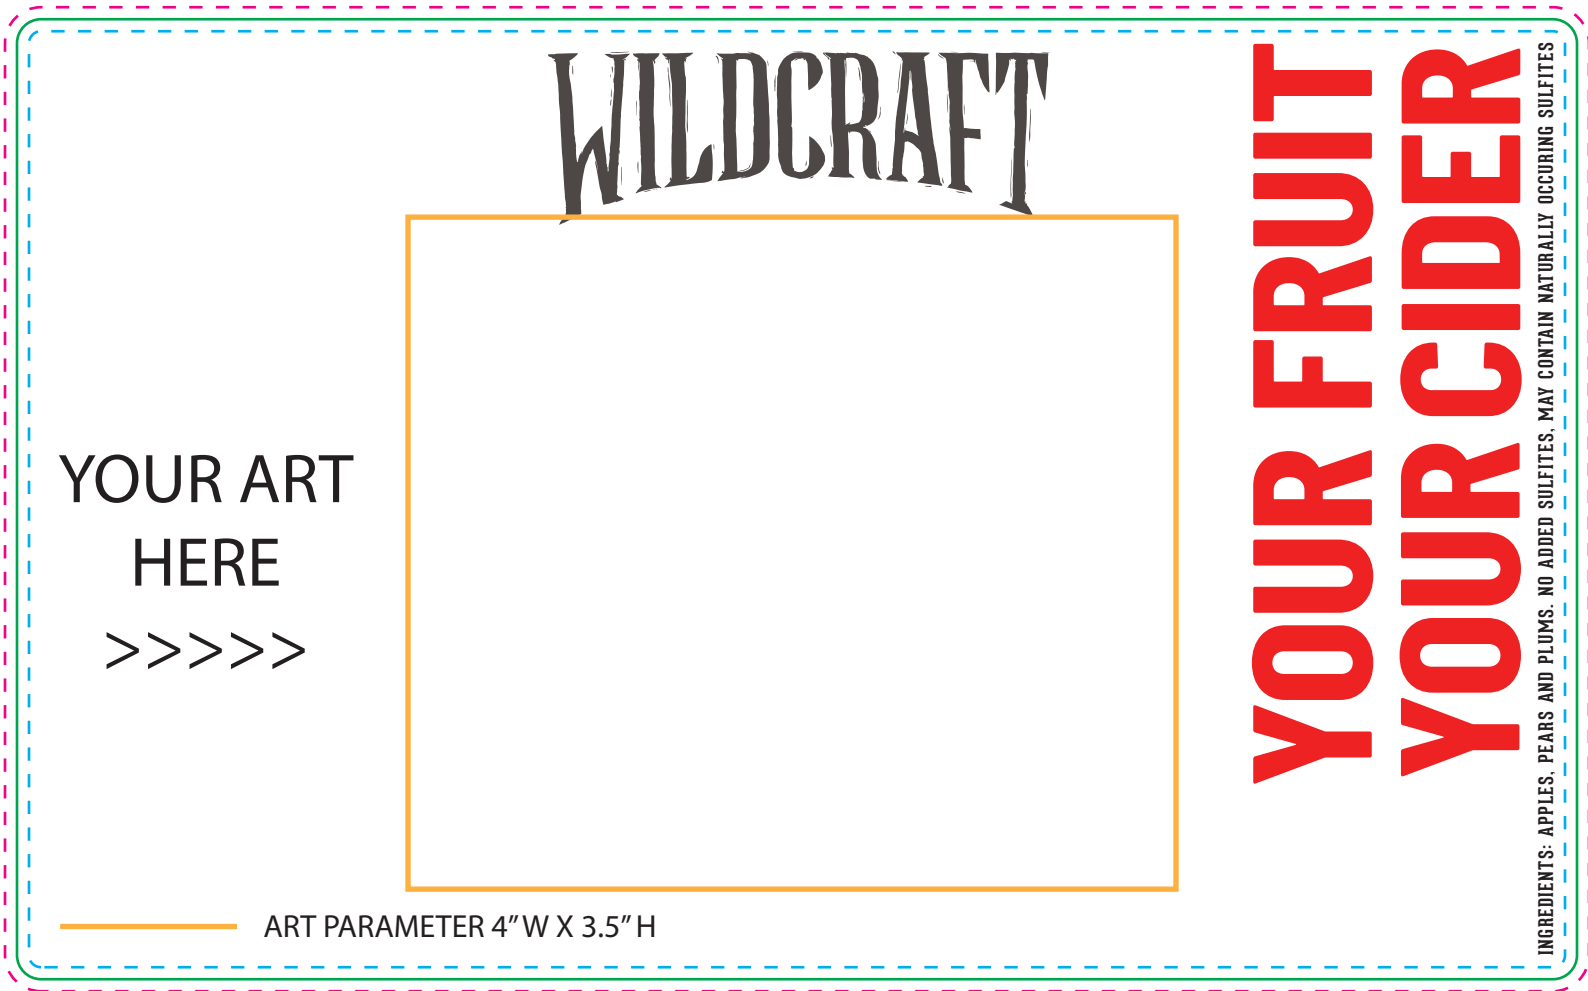 WILDCRAFT
YOUR ART
HERE
>>>>>
ART PARAMETER 4” W X 3.5” H
YOUR FRUIT
YOUR CIDER
INGREDIENTS: APPLES, PEARS AND PLUMS. NO ADDED SULFITES, MAY CONTAIN NATURALLY OCCURING SULFITES